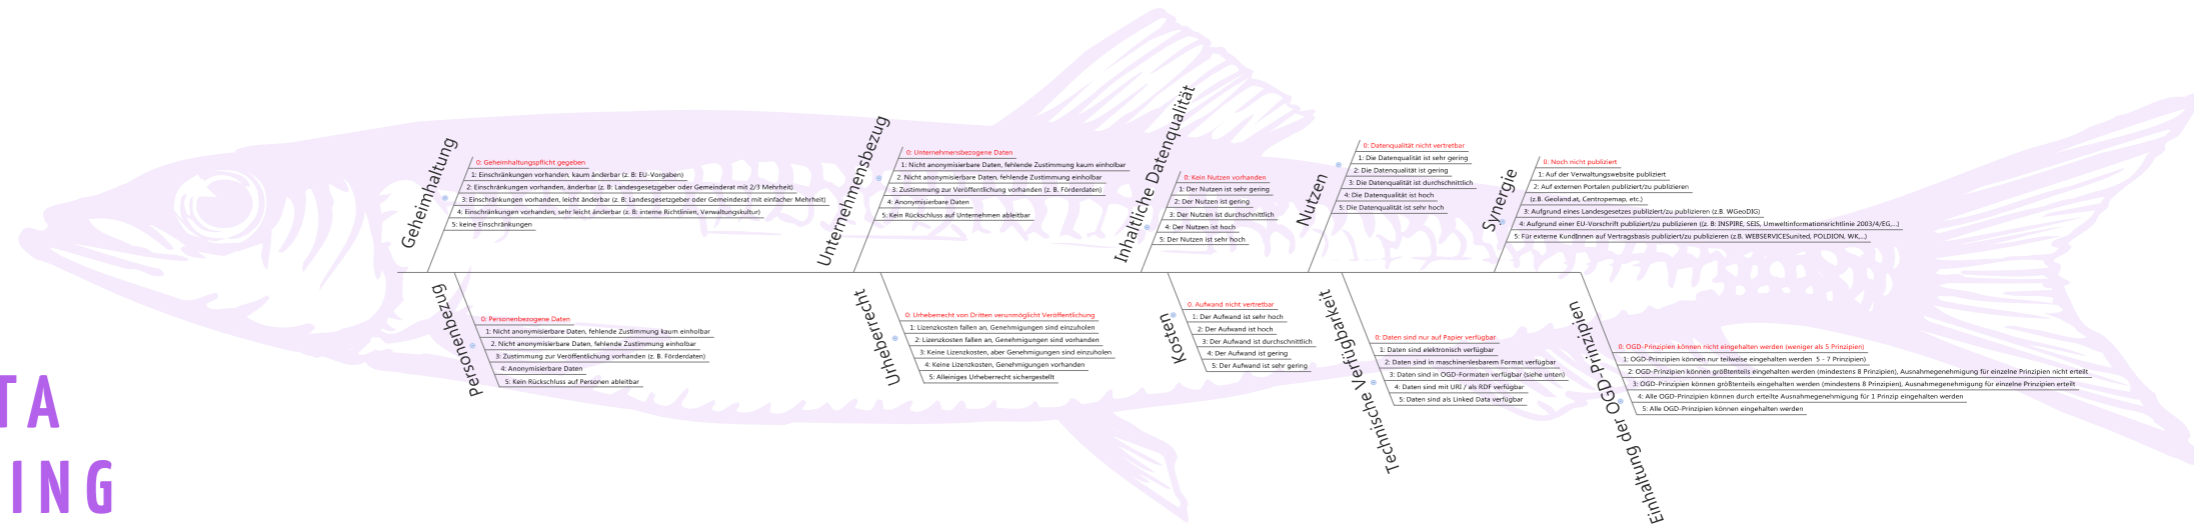 Geheimhaltung
0: Geheimhaltungspflicht gegeben
1: Einschränkungen vorhanden, kaum änderbar (z. B: EU-Vorgaben)
2: Einschränkungen vorhanden, änderbar (z. B: Landesgesetzgeber oder Gemeinderat mit 2/3 Mehrheit)
3: Einschränkungen vorhanden, leicht änderbar (z. B: Landesgesetzgeber oder Gemeinderat mit einfacher Mehrheit)
4: Einschränkungen vorhanden, sehr leicht änderbar (z. B: interne Richtlinien, Verwaltungskultur)
5: keine Einschränkungen
Unternehmensbezug
0: Unternehmensbezogene Daten
1: Nicht anonymisierbare Daten, fehlende Zustimmung kaum einholbar
2. Nicht anonymisierbare Daten, fehlende Zustimmung einholbar
3: Zustimmung zur Veröffentlichung vorhanden (z. B. Förderdaten)
4: Anonymisierbare Daten
5: Kein Rückschluss auf Unternehmen ableitbar
Inhaltliche Datenqualität
0: Kein Nutzen vorhanden
1: Der Nutzen ist sehr gering
2: Der Nutzen ist gering
3: Der Nutzen ist durchschnittlich
4: Der Nutzen ist hoch
5: Der Nutzen ist sehr hoch
Nutzen
0: Datenqualität nicht vertretbar
1: Die Datenqualität ist sehr gering
2: Die Datenqualität ist gering
3: Die Datenqualität ist durchschnittlich
4: Die Datenqualität ist hoch
5: Die Datenqualität ist sehr hoch
Synergie
0: Noch nicht publiziert
1: Auf der Verwaltungswebsite publiziert
2: Auf externen Portalen publiziert/zu publizieren
(z.B. Geoland.at, Centropemap, etc.)
3: Aufgrund eines Landesgesetzes publiziert/zu publizieren (z.B. WGeoDIG)
4: Aufgrund einer EU-Vorschrift publiziert/zu publizieren ((z. B: INSPIRE, SEIS, Umweltinformationsrichtlinie 2003/4/EG,...)
5: Für externe KundInnen auf Vertragsbasis publiziert/zu publizieren (z.B. WEBSERVICESunited, POLDION, WK,...)
Personenbezug
0: Personenbezogene Daten
1: Nicht anonymisierbare Daten, fehlende Zustimmung kaum einholbar
2. Nicht anonymisierbare Daten, fehlende Zustimmung einholbar
3: Zustimmung zur Veröffentlichung vorhanden (z. B. Förderdaten)
4: Anonymisierbare Daten
5: Kein Rückschluss auf Personen ableitbar
Urheberrecht
0: Urheberrecht von Dritten verunmöglicht Veröffentlichung
1: Lizenzkosten fallen an, Genehmigungen sind einzuholen
2: Lizenzkosten fallen an, Genehmigungen sind vorhanden
3: Keine Lizenzkosten, aber Genehmigungen sind einzuholen
4: Keine Lizenzkosten, Genehmigungen vorhanden
5: Alleiniges Urheberrecht sichergestellt
Kosten
0. Aufwand nicht vertretbar
1: Der Aufwand ist sehr hoch
2: Der Aufwand ist hoch
3: Der Aufwand ist durchschnittlich
4: Der Aufwand ist gering
5: Der Aufwand ist sehr gering
Technische Verfügbarkeit
0: Daten sind nur auf Papier verfügbar
1: Daten sind elektronisch verfügbar
2: Daten sind in maschinenlesbarem Format verfügbar
3: Daten sind in OGD-Formaten verfügbar (siehe unten)
4: Daten sind mit URI / als RDF verfügbar
5: Daten sind als Linked Data verfügbar
Einhaltung der OGD-Prinzipien
0: OGD-Prinzipien können nicht eingehalten werden (weniger als 5 Prinzipien)
1: OGD-Prinzipien können nur teilweise eingehalten werden 5 - 7 Prinzipien)
2: OGD-Prinzipien können größtenteils eingehalten werden (mindestens 8 Prinzipien), Ausnahmegenehmigung für einzelne Prinzipien nicht erteilt
3: OGD-Prinzipien können größtenteils eingehalten werden (mindestens 8 Prinzipien), Ausnahmegenehmigung für einzelne Prinzipien erteilt
4: Alle OGD-Prinzipien können durch erteilte Ausnahmegenehmigung für 1 Prinzip eingehalten werden
5: Alle OGD-Prinzipien können eingehalten werden
TA
ING